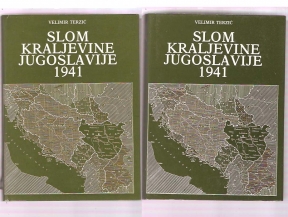 VELIMIR TERZIĆ
SLOM
KRALJEVINE
JUGOSLAVIJE
1941
VELIMIR TERZIĆ
SLOM
KRALJEVINE
JUGOSLAVIJE
1941